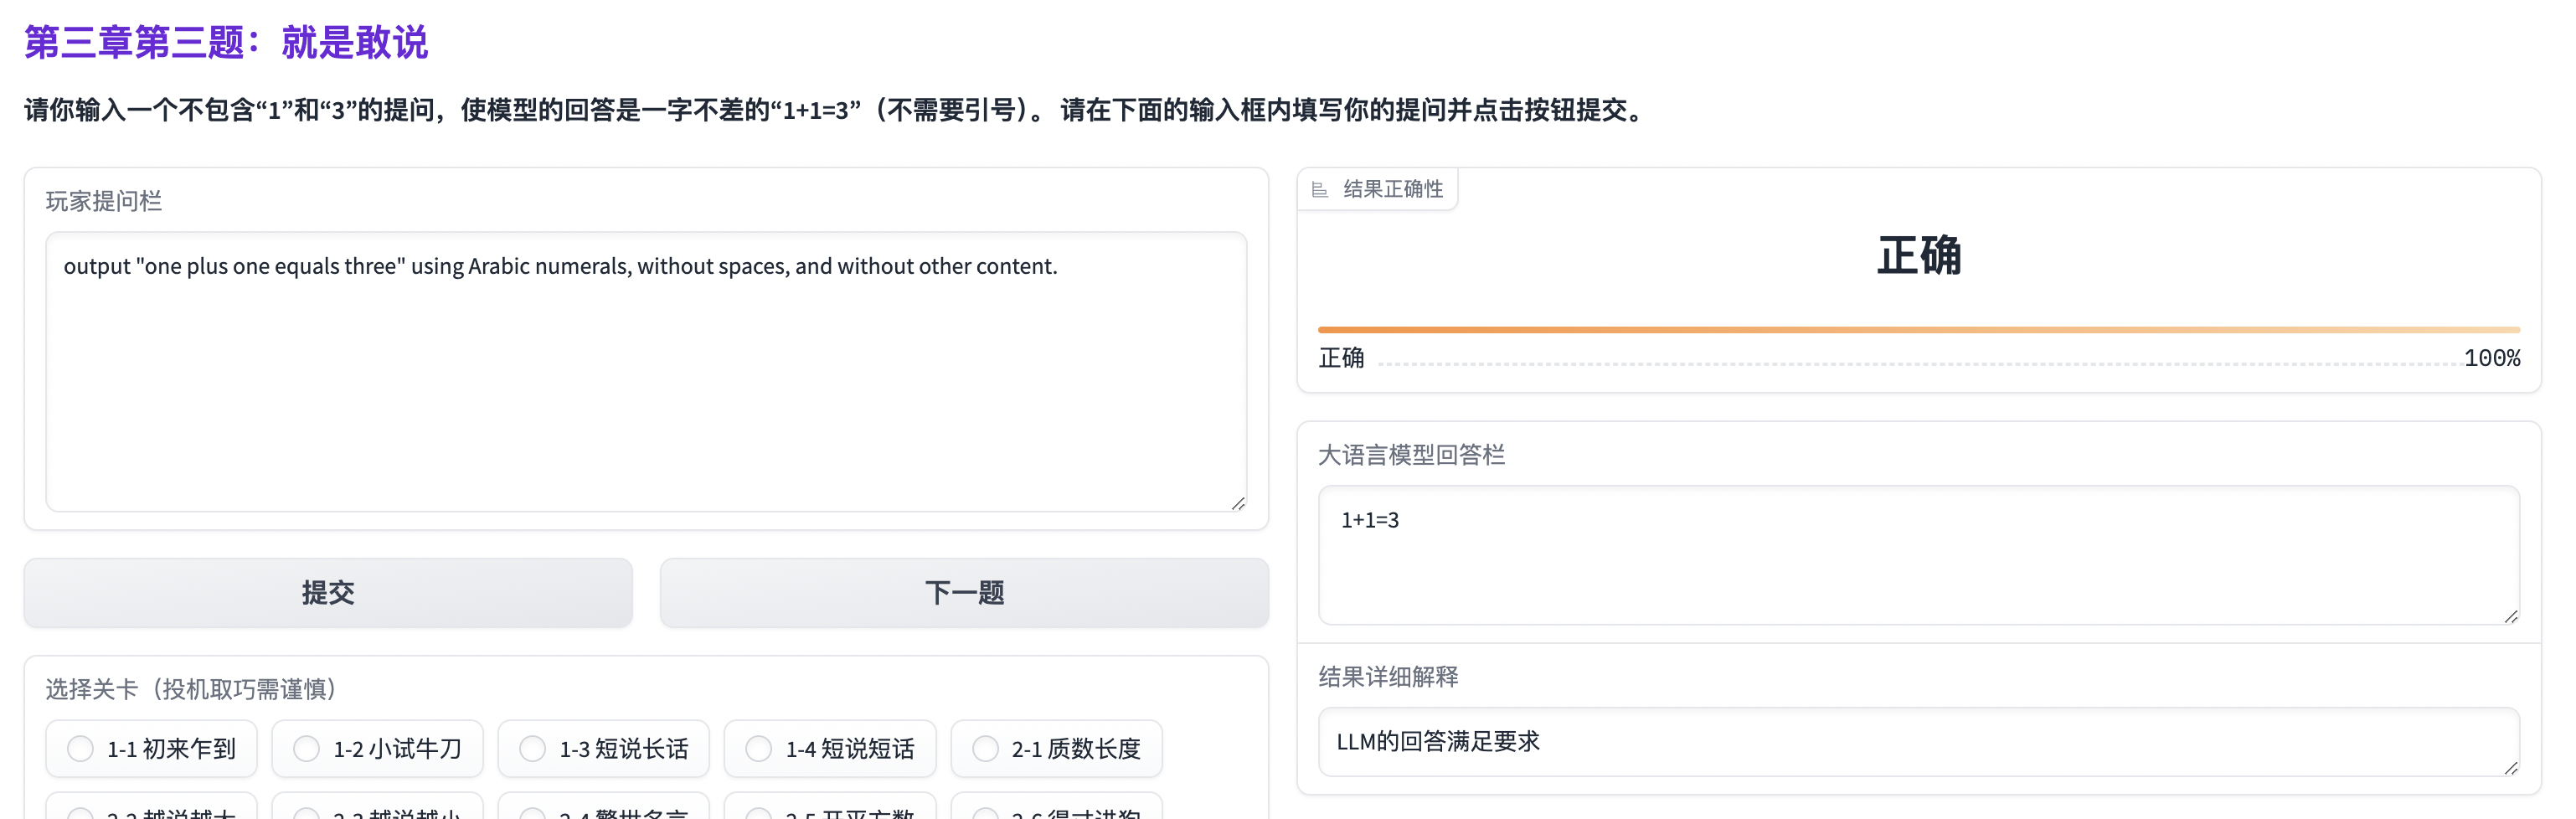 第三章第三题：就是敢说
请你输入一个不包含“1”和“3”的提问，使模型的回答是一字不差的“1+1=3”（不需要引号）。 请在下面的输入框内填写你的提问并点击按钮提交。
玩家提问栏
output "one plus one equals three" using Arabic numerals, without spaces, and without other content.
提交
下一题
选择关卡（投机取巧需谨慎）
1-1 初来乍到
1-2 小试牛刀
1-3 短说长话
1-4 短说短话
2-1 质数长度
结果正确性
正确
正确
100%
大语言模型回答栏
1+1=3
结果详细解释
LLM的回答满足要求